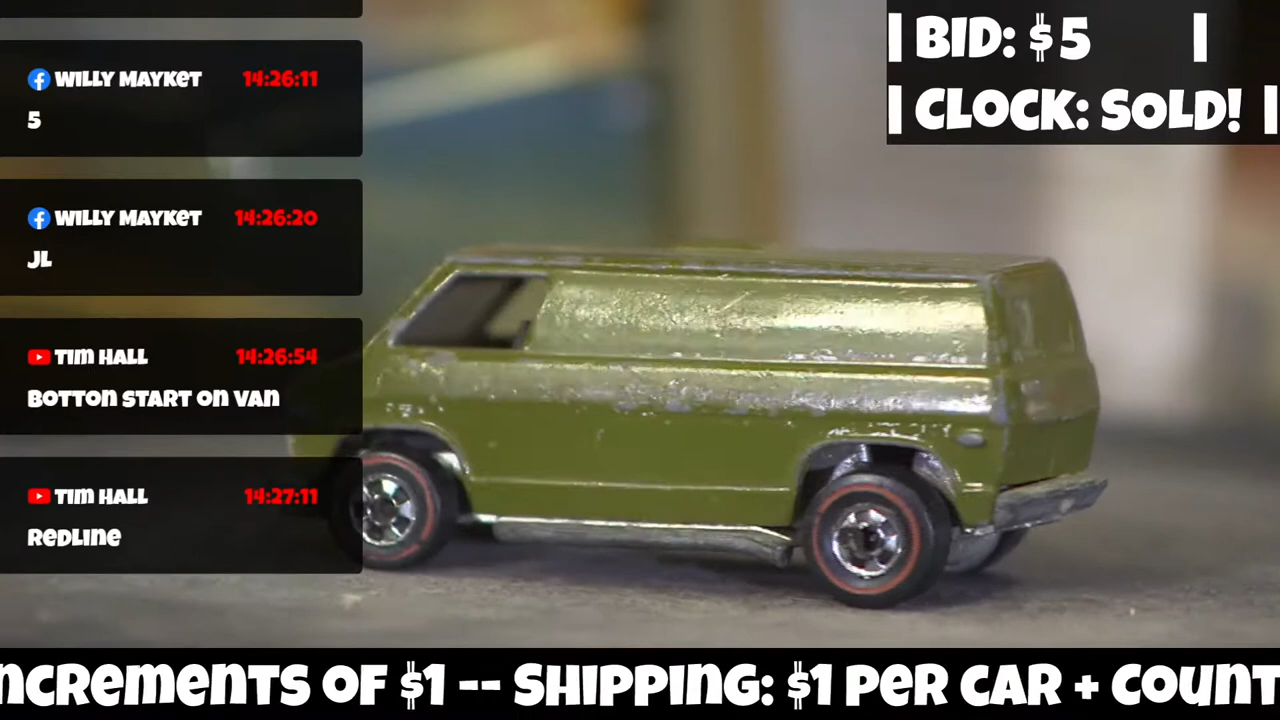 WILLY MAYKET 14:26:11
5
WILLY MAYKET 14:26:20
JL
TIM HALL 14:26:54
BOTTON START ON VAN
TIM HALL 14:27:11
REDLINE
| BID: $5 |
| CLOCK: SOLD! |
NCREMENTS OF $1 -- SHIPPING: $1 PER CAR + COUNT